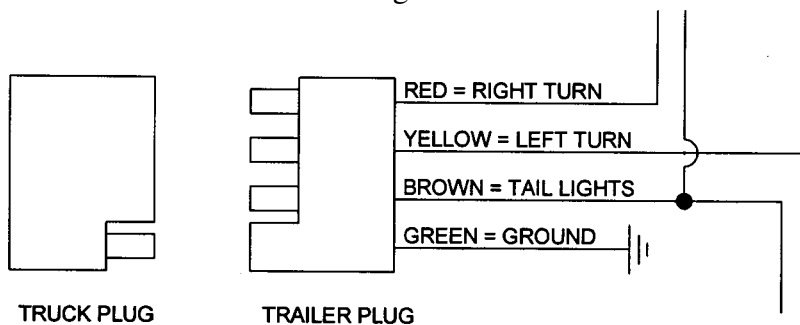 RED = RIGHT TURN
YELLOW = LEFT TURN
BROWN = TAIL LIGHTS
GREEN = GROUND
TRUCK PLUG
TRAILER PLUG